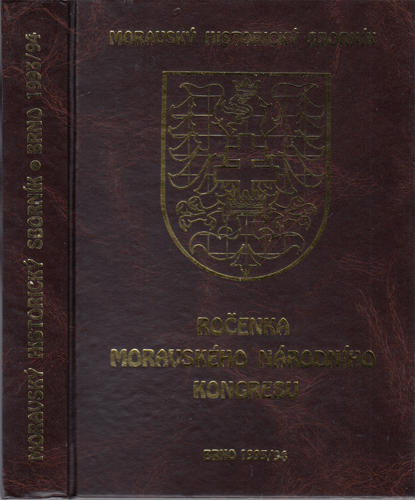 MORAVSKÝ HISTORICKÝ SBORNÍK • BRNO 1993/94
MORAVSKÝ HISTORICKÝ SBORNÍK
ROČENKA
MORAVSKÉHO NÁRODNÍHO
KONGRESU
BRNO 1993/94